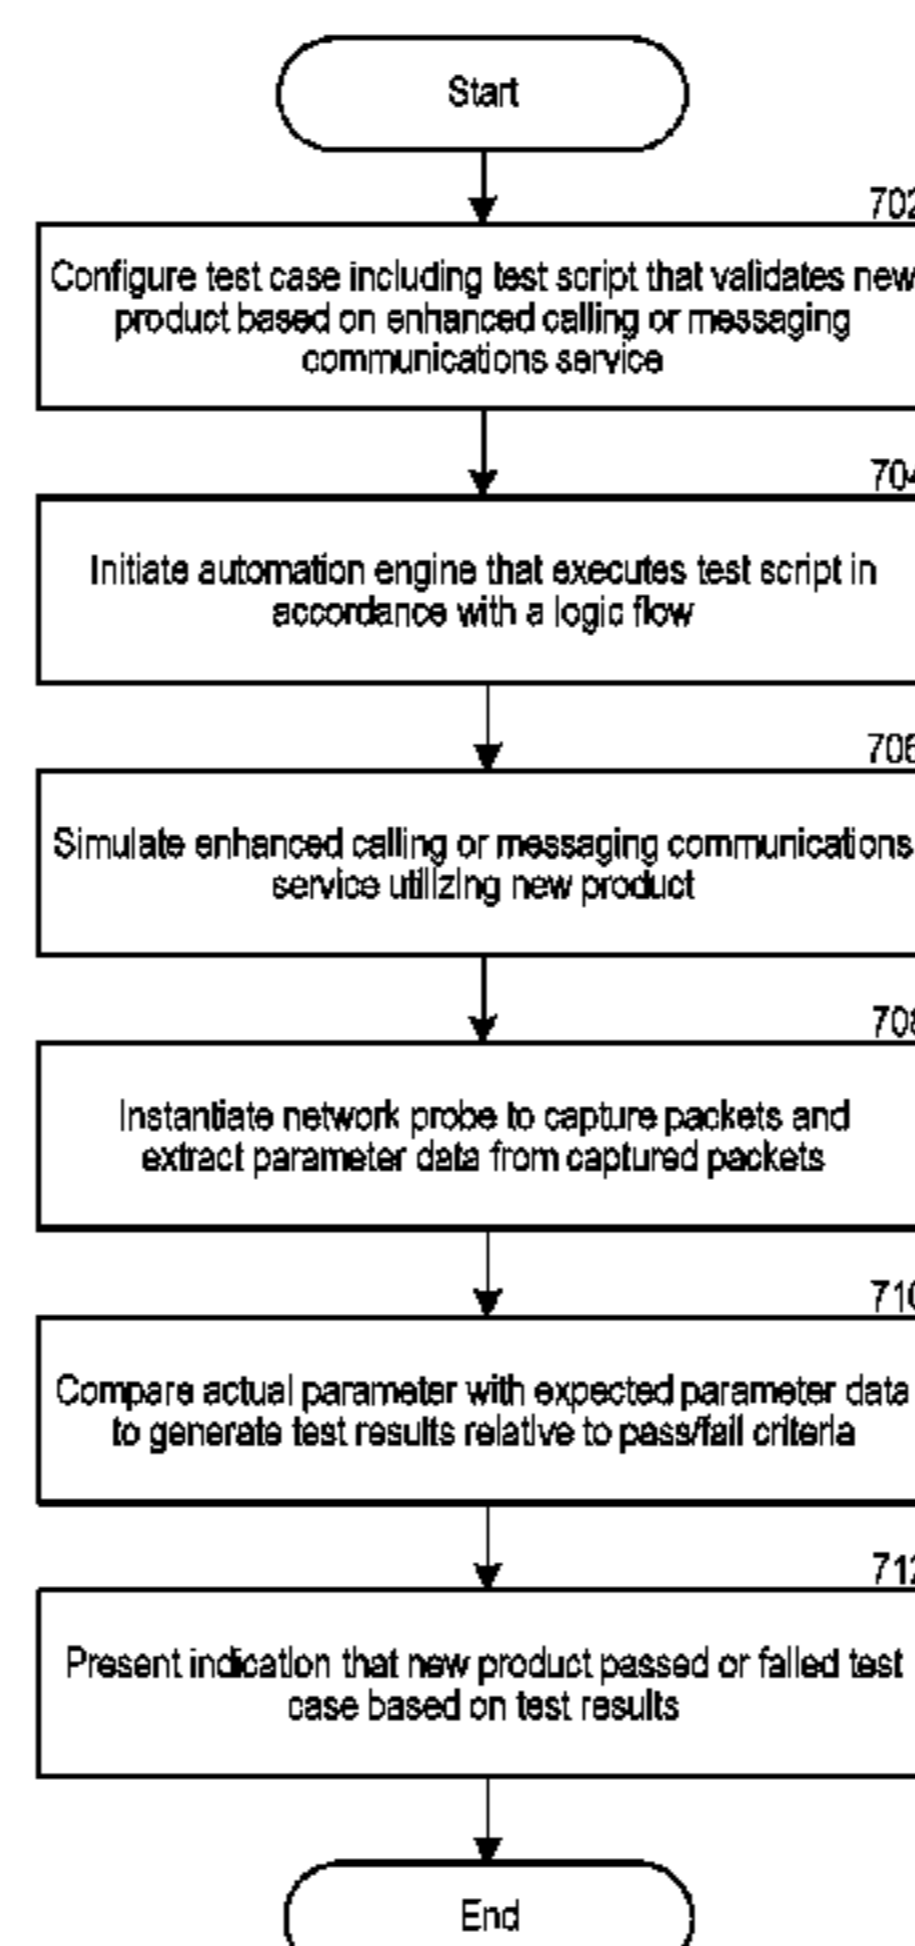 Start
702
Configure test case including test script that validates new
product based on enhanced calling or messaging
communications service
704
Initiate automation engine that executes test script in
accordance with a logic flow
706
Simulate enhanced calling or messaging communications
service utilizing new product
708
Instantiate network probe to capture packets and
extract parameter data from captured packets
710
Compare actual parameter with expected parameter data
to generate test results relative to pass/fail criteria
712
Present indication that new product passed or failed test
case based on test results
End